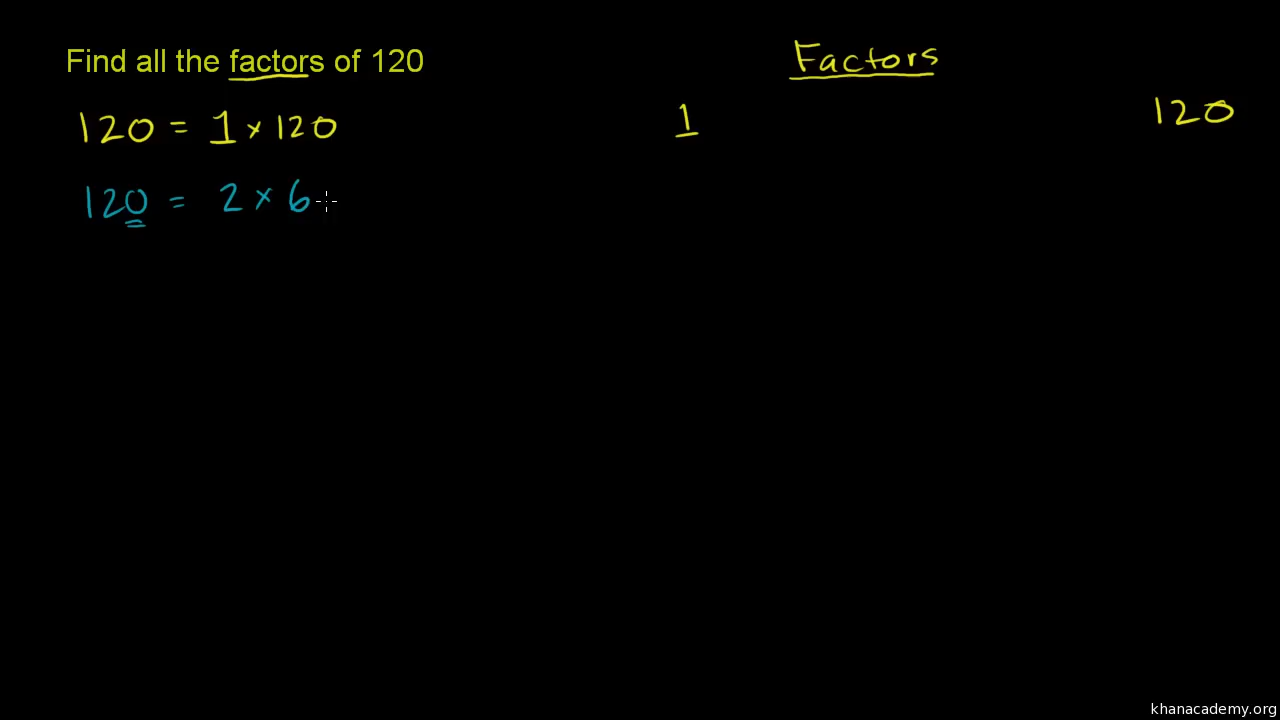 Find all the factors of 120
Factors
120 = 1 × 120
1
120
120 = 2 × 6
khanacademy.org